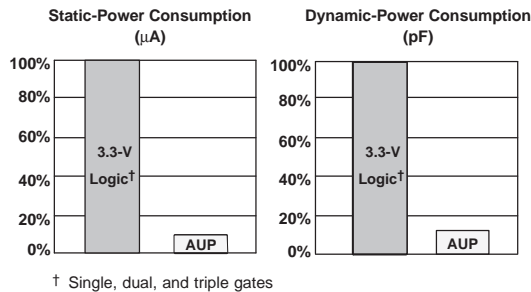 Static-Power Consumption
(μA)
100%
80%
60%
40%
20%
0%
3.3-V
Logic†
AUP
Dynamic-Power Consumption
(pF)
100%
80%
60%
40%
20%
0%
3.3-V
Logic†
AUP
† Single, dual, and triple gates